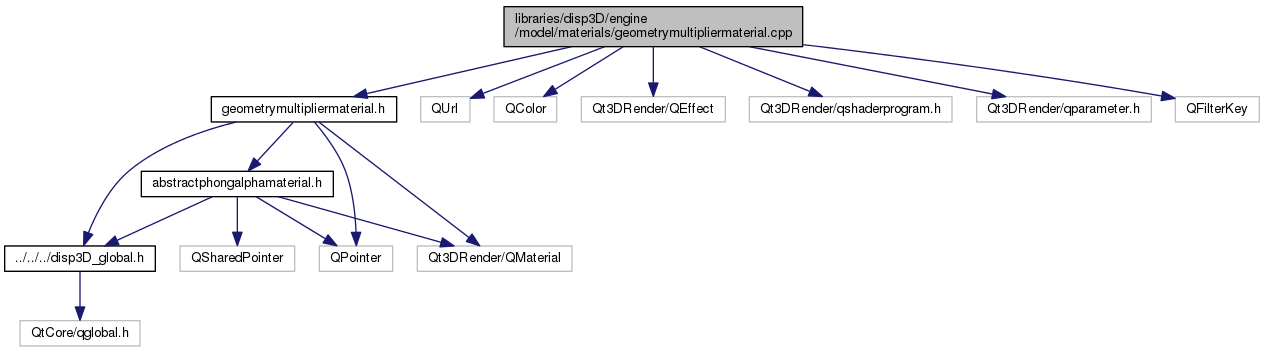 libraries/disp3D/engine
/model/materials/geometrymultipliermaterial.cpp
geometrymultipliermaterial.h
QUrl
QColor
Qt3DRender/QEffect
Qt3DRender/qshaderprogram.h
Qt3DRender/qparameter.h
QFilterKey
abstractphongalphamaterial.h
../../../disp3D_global.h
QSharedPointer
QPointer
Qt3DRender/QMaterial
QtCore/qglobal.h